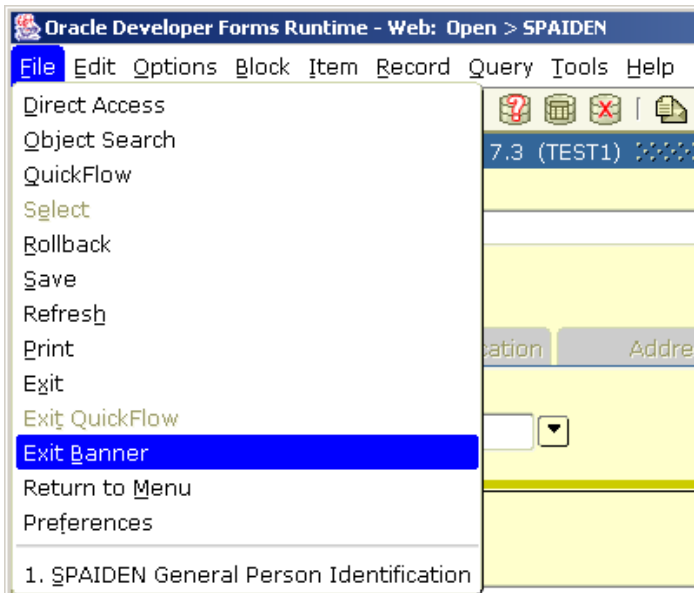 Oracle Developer Forms Runtime - Web: Open > SPAIDEN
File Edit Options Block Item Record Query Tools Help
Direct Access
Object Search
7.3 (TEST1)
QuickFlow
Select
Rollback
Save
Refresh
Print
Exit
Exit QuickFlow
Exit Banner
Return to Menu
Preferences
1. SPAIDEN General Person Identification